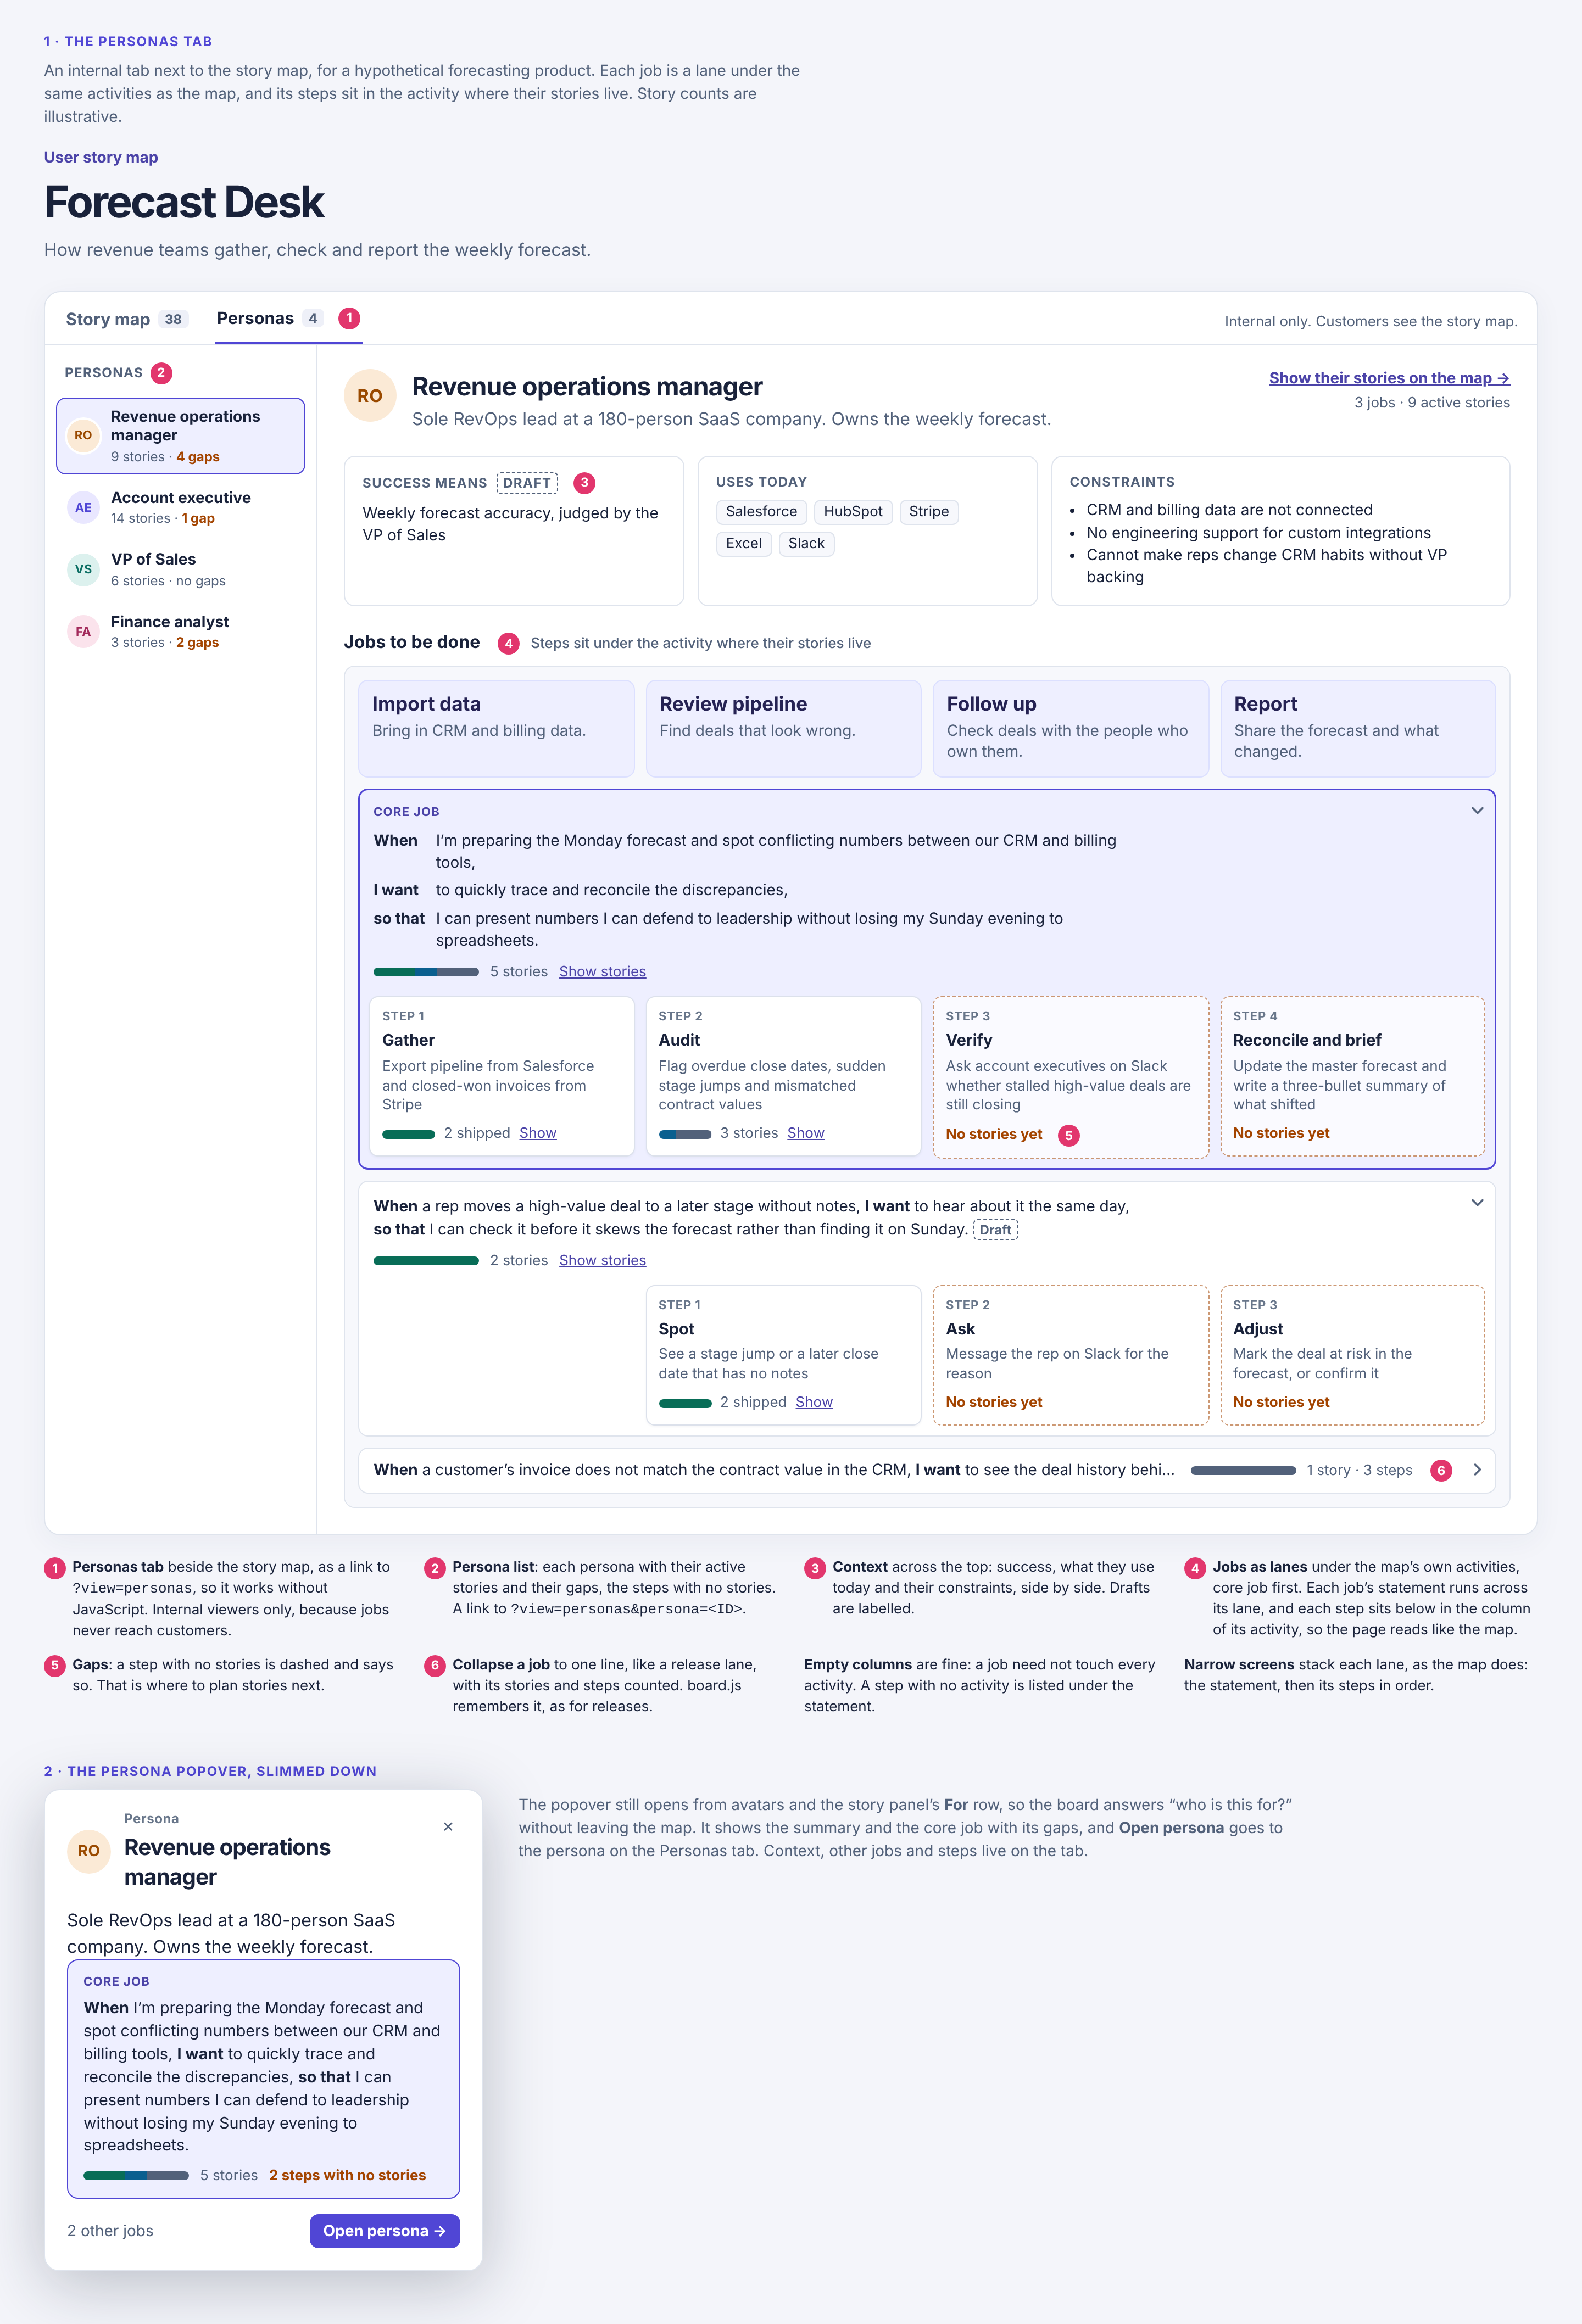 1 · THE PERSONAS TAB
An internal tab next to the story map, for a hypothetical forecasting product. Each job is a lane under the
same activities as the map, and its steps sit in the activity where their stories live. Story counts are
illustrative.
User story map
Forecast Desk
How revenue teams gather, check and report the weekly forecast.
Story map 38 Personas 4 1
Internal only. Customers see the story map.
PERSONAS 2
RO
Revenue operations
manager
9 stories · 4 gaps
AE
Account executive
14 stories · 1 gap
VS
VP of Sales
6 stories · no gaps
FA
Finance analyst
3 stories · 2 gaps
RO
Revenue operations manager
Sole RevOps lead at a 180-person SaaS company. Owns the weekly forecast.
Show their stories on the map →
3 jobs · 9 active stories
SUCCESS MEANS DRAFT 3
Weekly forecast accuracy, judged by the
VP of Sales
USES TODAY
Salesforce HubSpot Stripe
Excel Slack
CONSTRAINTS
• CRM and billing data are not connected
• No engineering support for custom integrations
• Cannot make reps change CRM habits without VP
backing
Jobs to be done 4 Steps sit under the activity where their stories live
Import data
Bring in CRM and billing data.
Review pipeline
Find deals that look wrong.
Follow up
Check deals with the people who
own them.
Report
Share the forecast and what
changed.
CORE JOB
When I’m preparing the Monday forecast and spot conflicting numbers between our CRM and billing
tools,
I want to quickly trace and reconcile the discrepancies,
so that I can present numbers I can defend to leadership without losing my Sunday evening to
spreadsheets.
5 stories Show stories
STEP 1
Gather
Export pipeline from Salesforce
and closed-won invoices from
Stripe
2 shipped Show
STEP 2
Audit
Flag overdue close dates, sudden
stage jumps and mismatched
contract values
3 stories Show
STEP 3
Verify
Ask account executives on Slack
whether stalled high-value deals are
still closing
No stories yet 5
STEP 4
Reconcile and brief
Update the master forecast and
write a three-bullet summary of
what shifted
No stories yet
When a rep moves a high-value deal to a later stage without notes, I want to hear about it the same day,
so that I can check it before it skews the forecast rather than finding it on Sunday. Draft
2 stories Show stories
STEP 1
Spot
See a stage jump or a later close
date that has no notes
2 shipped Show
STEP 2
Ask
Message the rep on Slack for the
reason
No stories yet
STEP 3
Adjust
Mark the deal at risk in the
forecast, or confirm it
No stories yet
When a customer’s invoice does not match the contract value in the CRM, I want to see the deal history behi… 1 story · 3 steps 6
1 Personas tab beside the story map, as a link to
?view=personas, so it works without
JavaScript. Internal viewers only, because jobs
never reach customers.
2 Persona list: each persona with their active
stories and their gaps, the steps with no stories.
A link to ?view=personas&persona=<ID>.
3 Context across the top: success, what they use
today and their constraints, side by side. Drafts
are labelled.
4 Jobs as lanes under the map’s own activities,
core job first. Each job’s statement runs across
its lane, and each step sits below in the column
of its activity, so the page reads like the map.
5 Gaps: a step with no stories is dashed and says
so. That is where to plan stories next.
6 Collapse a job to one line, like a release lane,
with its stories and steps counted. board.js
remembers it, as for releases.
Empty columns are fine: a job need not touch every
activity. A step with no activity is listed under the
statement.
Narrow screens stack each lane, as the map does:
the statement, then its steps in order.
2 · THE PERSONA POPOVER, SLIMMED DOWN
Persona
×
RO
Revenue operations
manager
Sole RevOps lead at a 180-person SaaS
company. Owns the weekly forecast.
CORE JOB
When I’m preparing the Monday forecast and
spot conflicting numbers between our CRM and
billing tools, I want to quickly trace and
reconcile the discrepancies, so that I can
present numbers I can defend to leadership
without losing my Sunday evening to
spreadsheets.
5 stories 2 steps with no stories
2 other jobs
Open persona →
The popover still opens from avatars and the story panel’s For row, so the board answers “who is this for?”
without leaving the map. It shows the summary and the core job with its gaps, and Open persona goes to
the persona on the Personas tab. Context, other jobs and steps live on the tab.